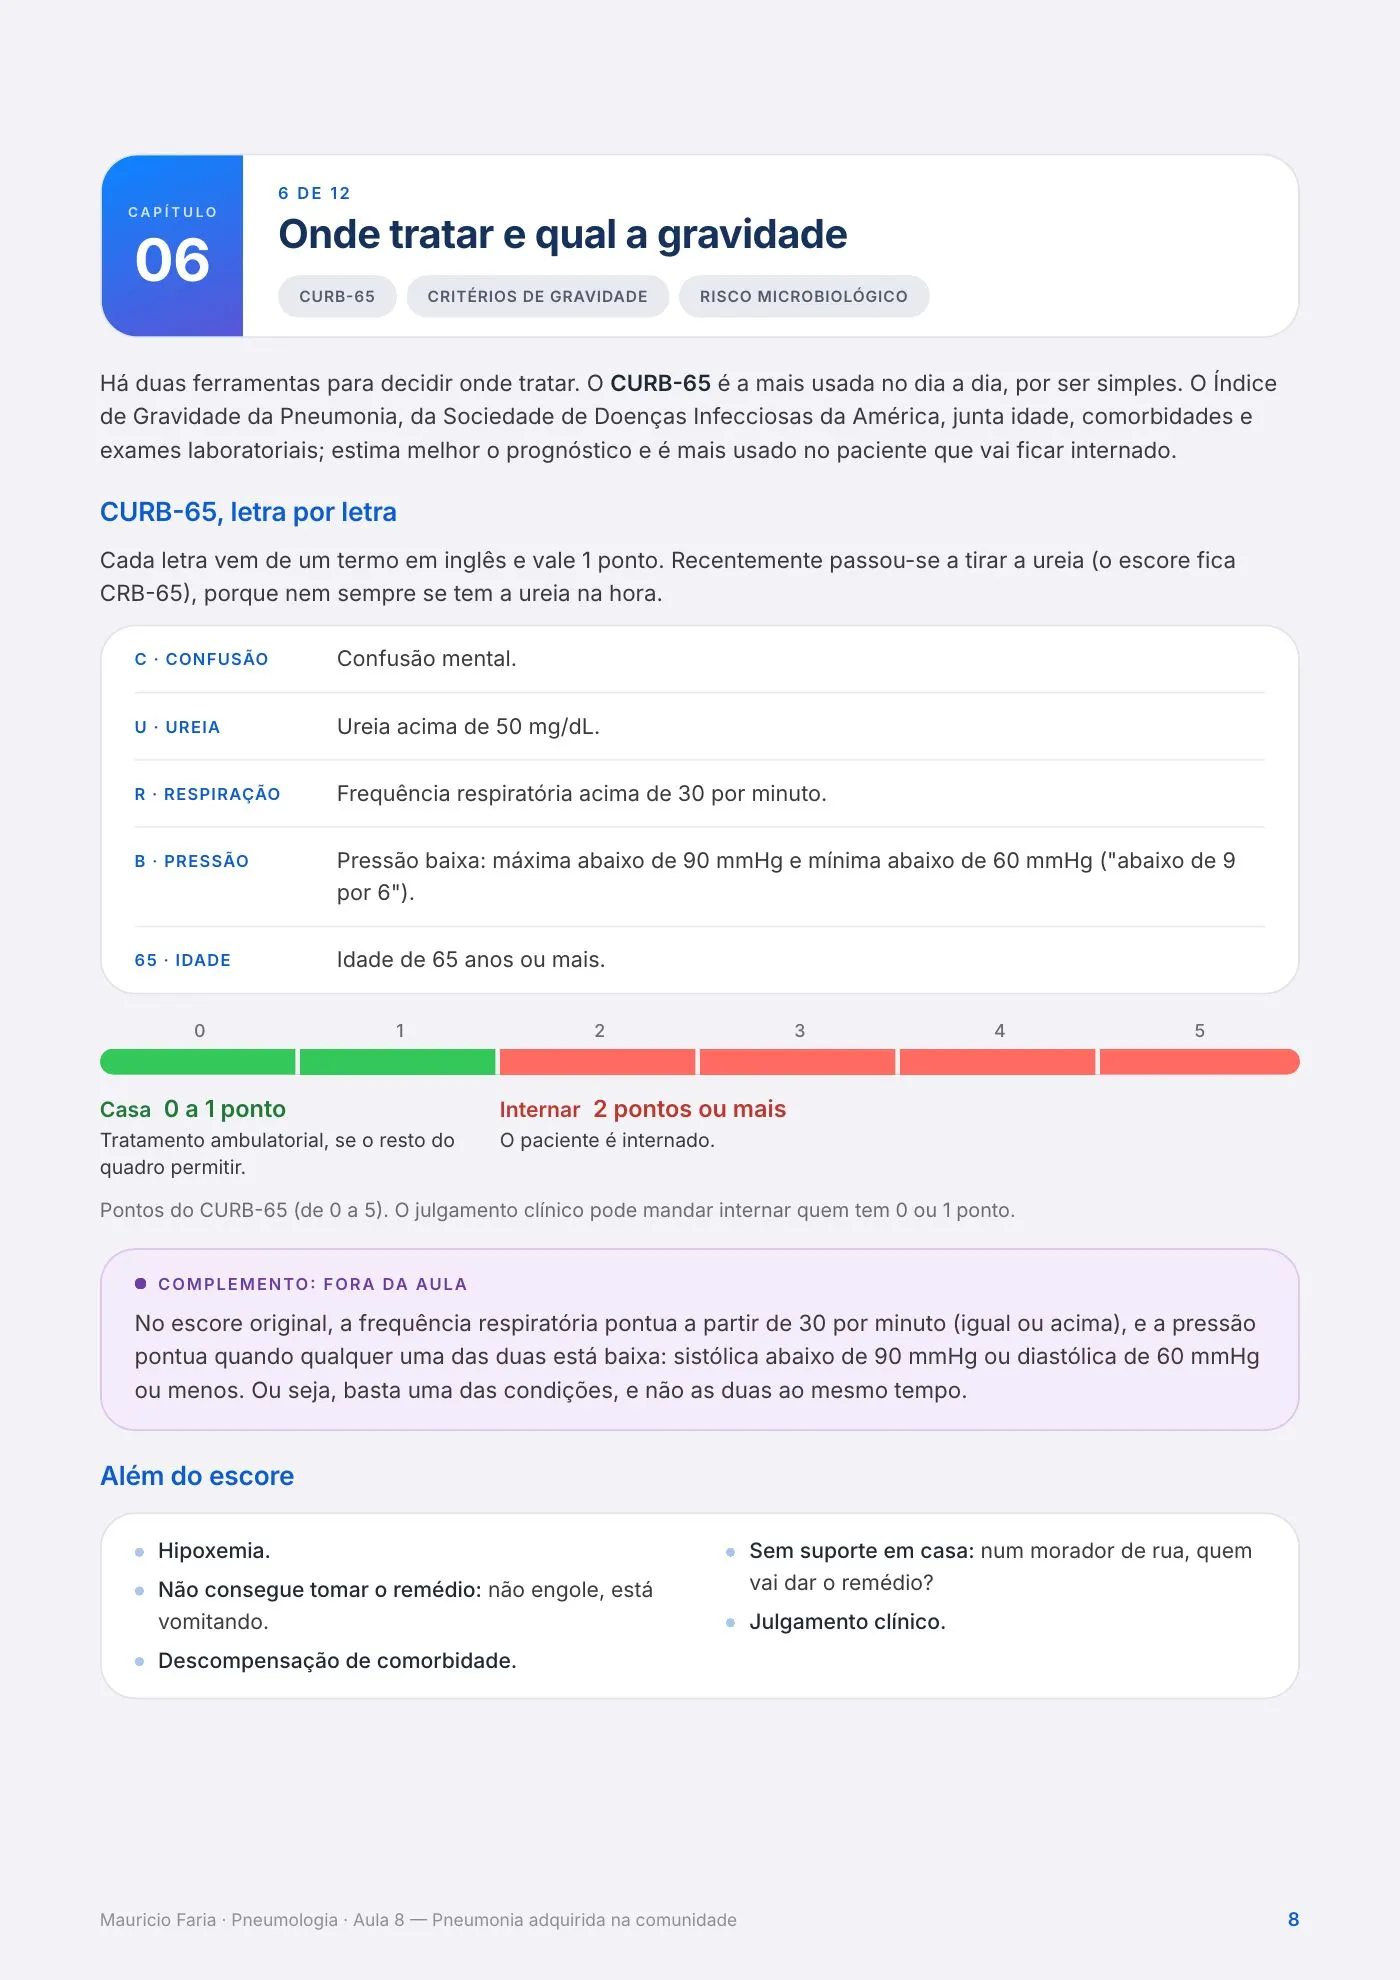 CAPÍTULO
06
6 DE 12
Onde tratar e qual a gravidade
CURB-65
CRITÉRIOS DE GRAVIDADE
RISCO MICROBIOLÓGICO
Há duas ferramentas para decidir onde tratar. O CURB-65 é a mais usada no dia a dia, por ser simples. O Índice
de Gravidade da Pneumonia, da Sociedade de Doenças Infecciosas da América, junta idade, comorbidades e
exames laboratoriais; estima melhor o prognóstico e é mais usado no paciente que vai ficar internado.
CURB-65, letra por letra
Cada letra vem de um termo em inglês e vale 1 ponto. Recentemente passou-se a tirar a ureia (o escore fica
CRB-65), porque nem sempre se tem a ureia na hora.
C · CONFUSÃO Confusão mental.
U · UREIA Ureia acima de 50 mg/dL.
R · RESPIRAÇÃO Frequência respiratória acima de 30 por minuto.
B · PRESSÃO Pressão baixa: máxima abaixo de 90 mmHg e mínima abaixo de 60 mmHg ("abaixo de 9
por 6").
65 · IDADE Idade de 65 anos ou mais.
0 1 2 3 4 5
Casa 0 a 1 ponto
Tratamento ambulatorial, se o resto do
quadro permitir.
Internar 2 pontos ou mais
O paciente é internado.
Pontos do CURB-65 (de 0 a 5). O julgamento clínico pode mandar internar quem tem 0 ou 1 ponto.
COMPLEMENTO: FORA DA AULA
No escore original, a frequência respiratória pontua a partir de 30 por minuto (igual ou acima), e a pressão
pontua quando qualquer uma das duas está baixa: sistólica abaixo de 90 mmHg ou diastólica de 60 mmHg
ou menos. Ou seja, basta uma das condições, e não as duas ao mesmo tempo.
Além do escore
Hipoxemia.
Não consegue tomar o remédio: não engole, está
vomitando.
Descompensação de comorbidade.
Sem suporte em casa: num morador de rua, quem
vai dar o remédio?
Julgamento clínico.
Mauricio Faria · Pneumologia · Aula 8 — Pneumonia adquirida na comunidade
8